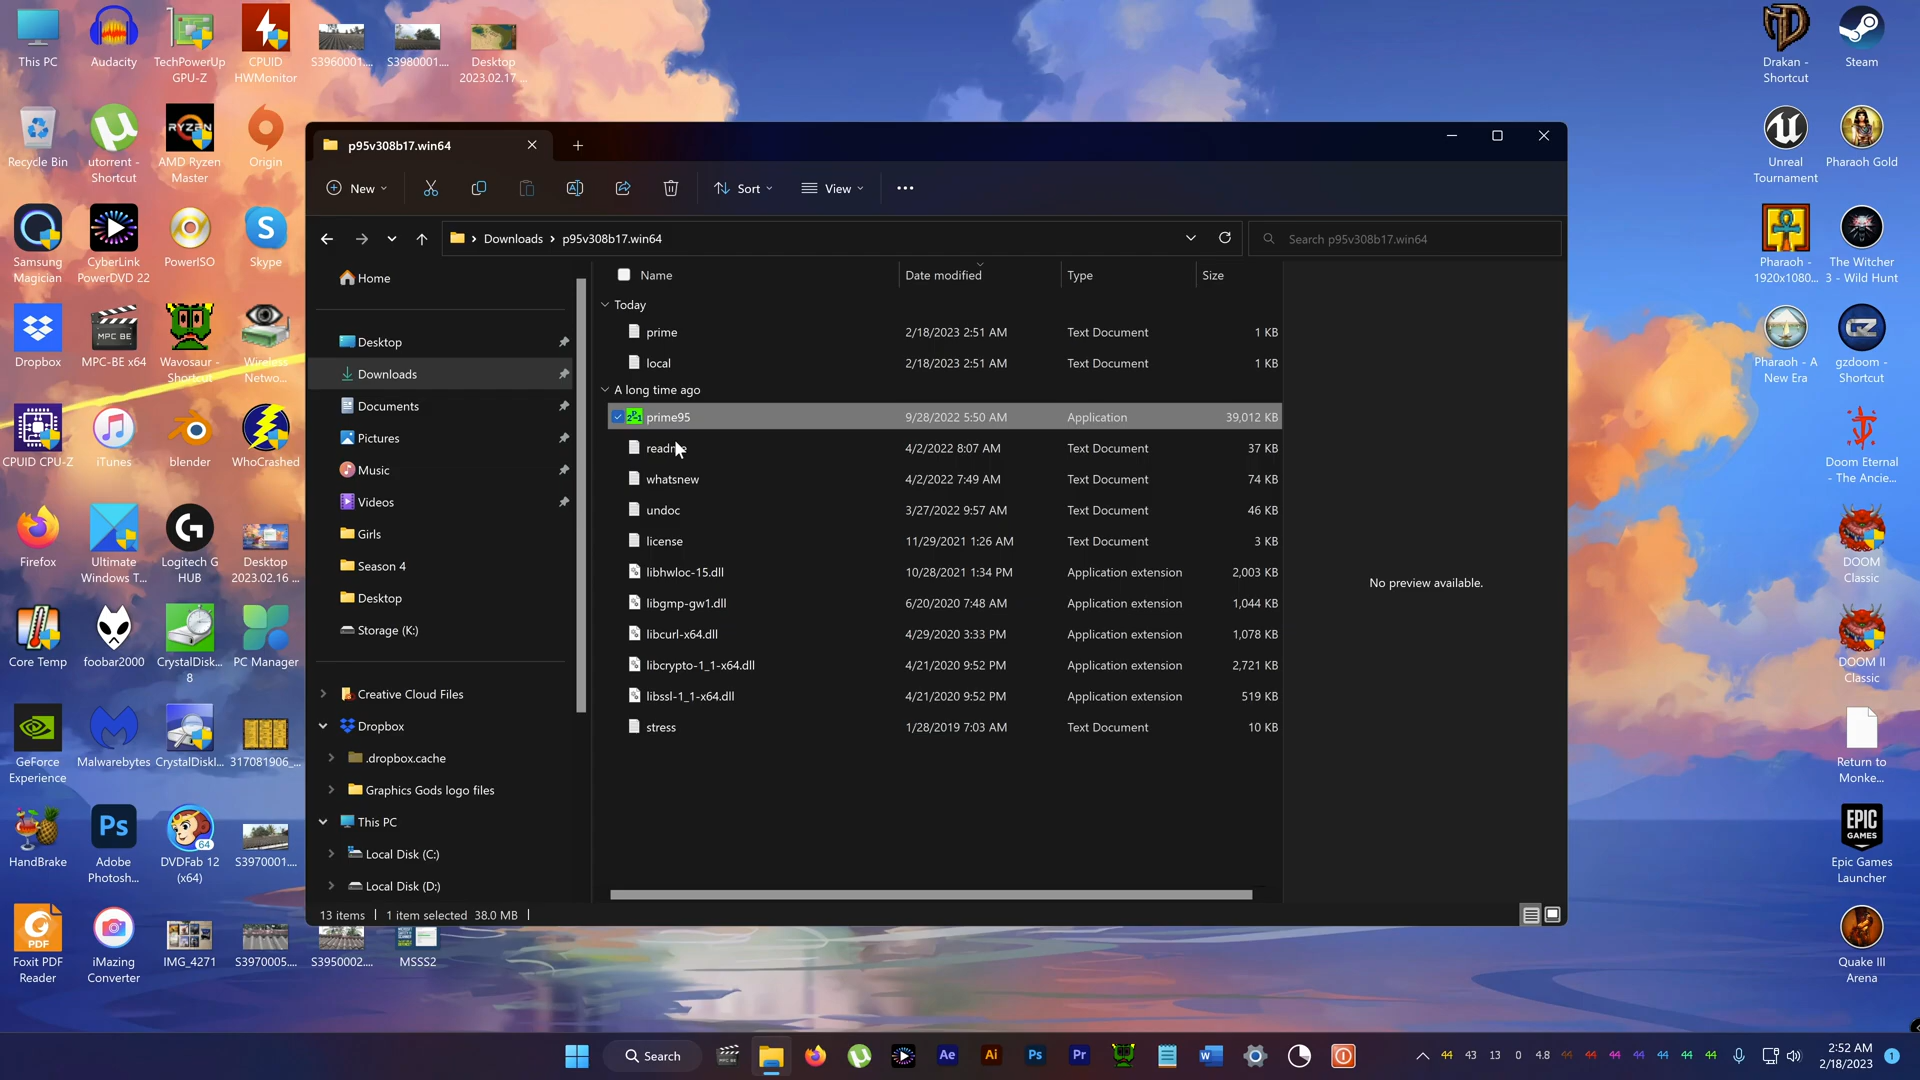 This PC
Audacity
TechPowerUp
GPU-Z
CPUID
HWMonitor
S3960001....
S3980001....
Desktop
2023.02.17 ...
Drakan -
Shortcut
Steam
Recycle Bin
utorrent -
Shortcut
AMD Ryzen
Master
Origin
Unreal
Tournament
Pharaoh Gold
Samsung
Magician
CyberLink
PowerDVD 22
PowerISO
Skype
Pharaoh -
1920x1080...
The Witcher
3 - Wild Hunt
Dropbox
MPC-BE x64
Wavosaur -
Shortcut
Wireless
Netwo...
Pharaoh - A
New Era
gzdoom -
Shortcut
CPUID CPU-Z
iTunes
blender
WhoCrashed
Doom Eternal
- The Ancie...
Firefox
Ultimate
Windows T...
Logitech G
HUB
Desktop
2023.02.16 ...
DOOM
Classic
Core Temp
foobar2000
CrystalDisk...
8
PC Manager
DOOM II
Classic
GeForce
Experience
Malwarebytes
CrystalDiskI...
317081906_...
Return to
Monke...
HandBrake
Adobe
Photosh...
DVDFab 12
(x64)
S3970001....
Epic Games
Launcher
Foxit PDF
Reader
iMazing
Converter
IMG_4271
S3970005....
S3950002....
MSSS2
Quake III
Arena
p95v308b17.win64
New
Sort
View
Downloads
p95v308b17.win64
Search p95v308b17.win64
Home
Desktop
Downloads
Documents
Pictures
Music
Videos
Girls
Season 4
Desktop
Storage (K:)
Creative Cloud Files
Dropbox
.dropbox.cache
Graphics Gods logo files
This PC
Local Disk (C:)
Local Disk (D:)
Name Date modified Type Size
Today
prime 2/18/2023 2:51 AM Text Document 1 KB
local 2/18/2023 2:51 AM Text Document 1 KB
A long time ago
prime95 9/28/2022 5:50 AM Application 39,012 KB
readme 4/2/2022 8:07 AM Text Document 37 KB
whatsnew 4/2/2022 7:49 AM Text Document 74 KB
undoc 3/27/2022 9:57 AM Text Document 46 KB
license 11/29/2021 1:26 AM Text Document 3 KB
libhwloc-15.dll 10/28/2021 1:34 PM Application extension 2,003 KB
libgmp-gw1.dll 6/20/2020 7:48 AM Application extension 1,044 KB
libcurl-x64.dll 4/29/2020 3:33 PM Application extension 1,078 KB
libcrypto-1_1-x64.dll 4/21/2020 9:52 PM Application extension 2,721 KB
libssl-1_1-x64.dll 4/21/2020 9:52 PM Application extension 519 KB
stress 1/28/2019 7:03 AM Text Document 10 KB
No preview available.
13 items 1 item selected 38.0 MB
Search
44 43 13 0 4.8 44 44 44 44 44 44 44
2:52 AM
2/18/2023
1